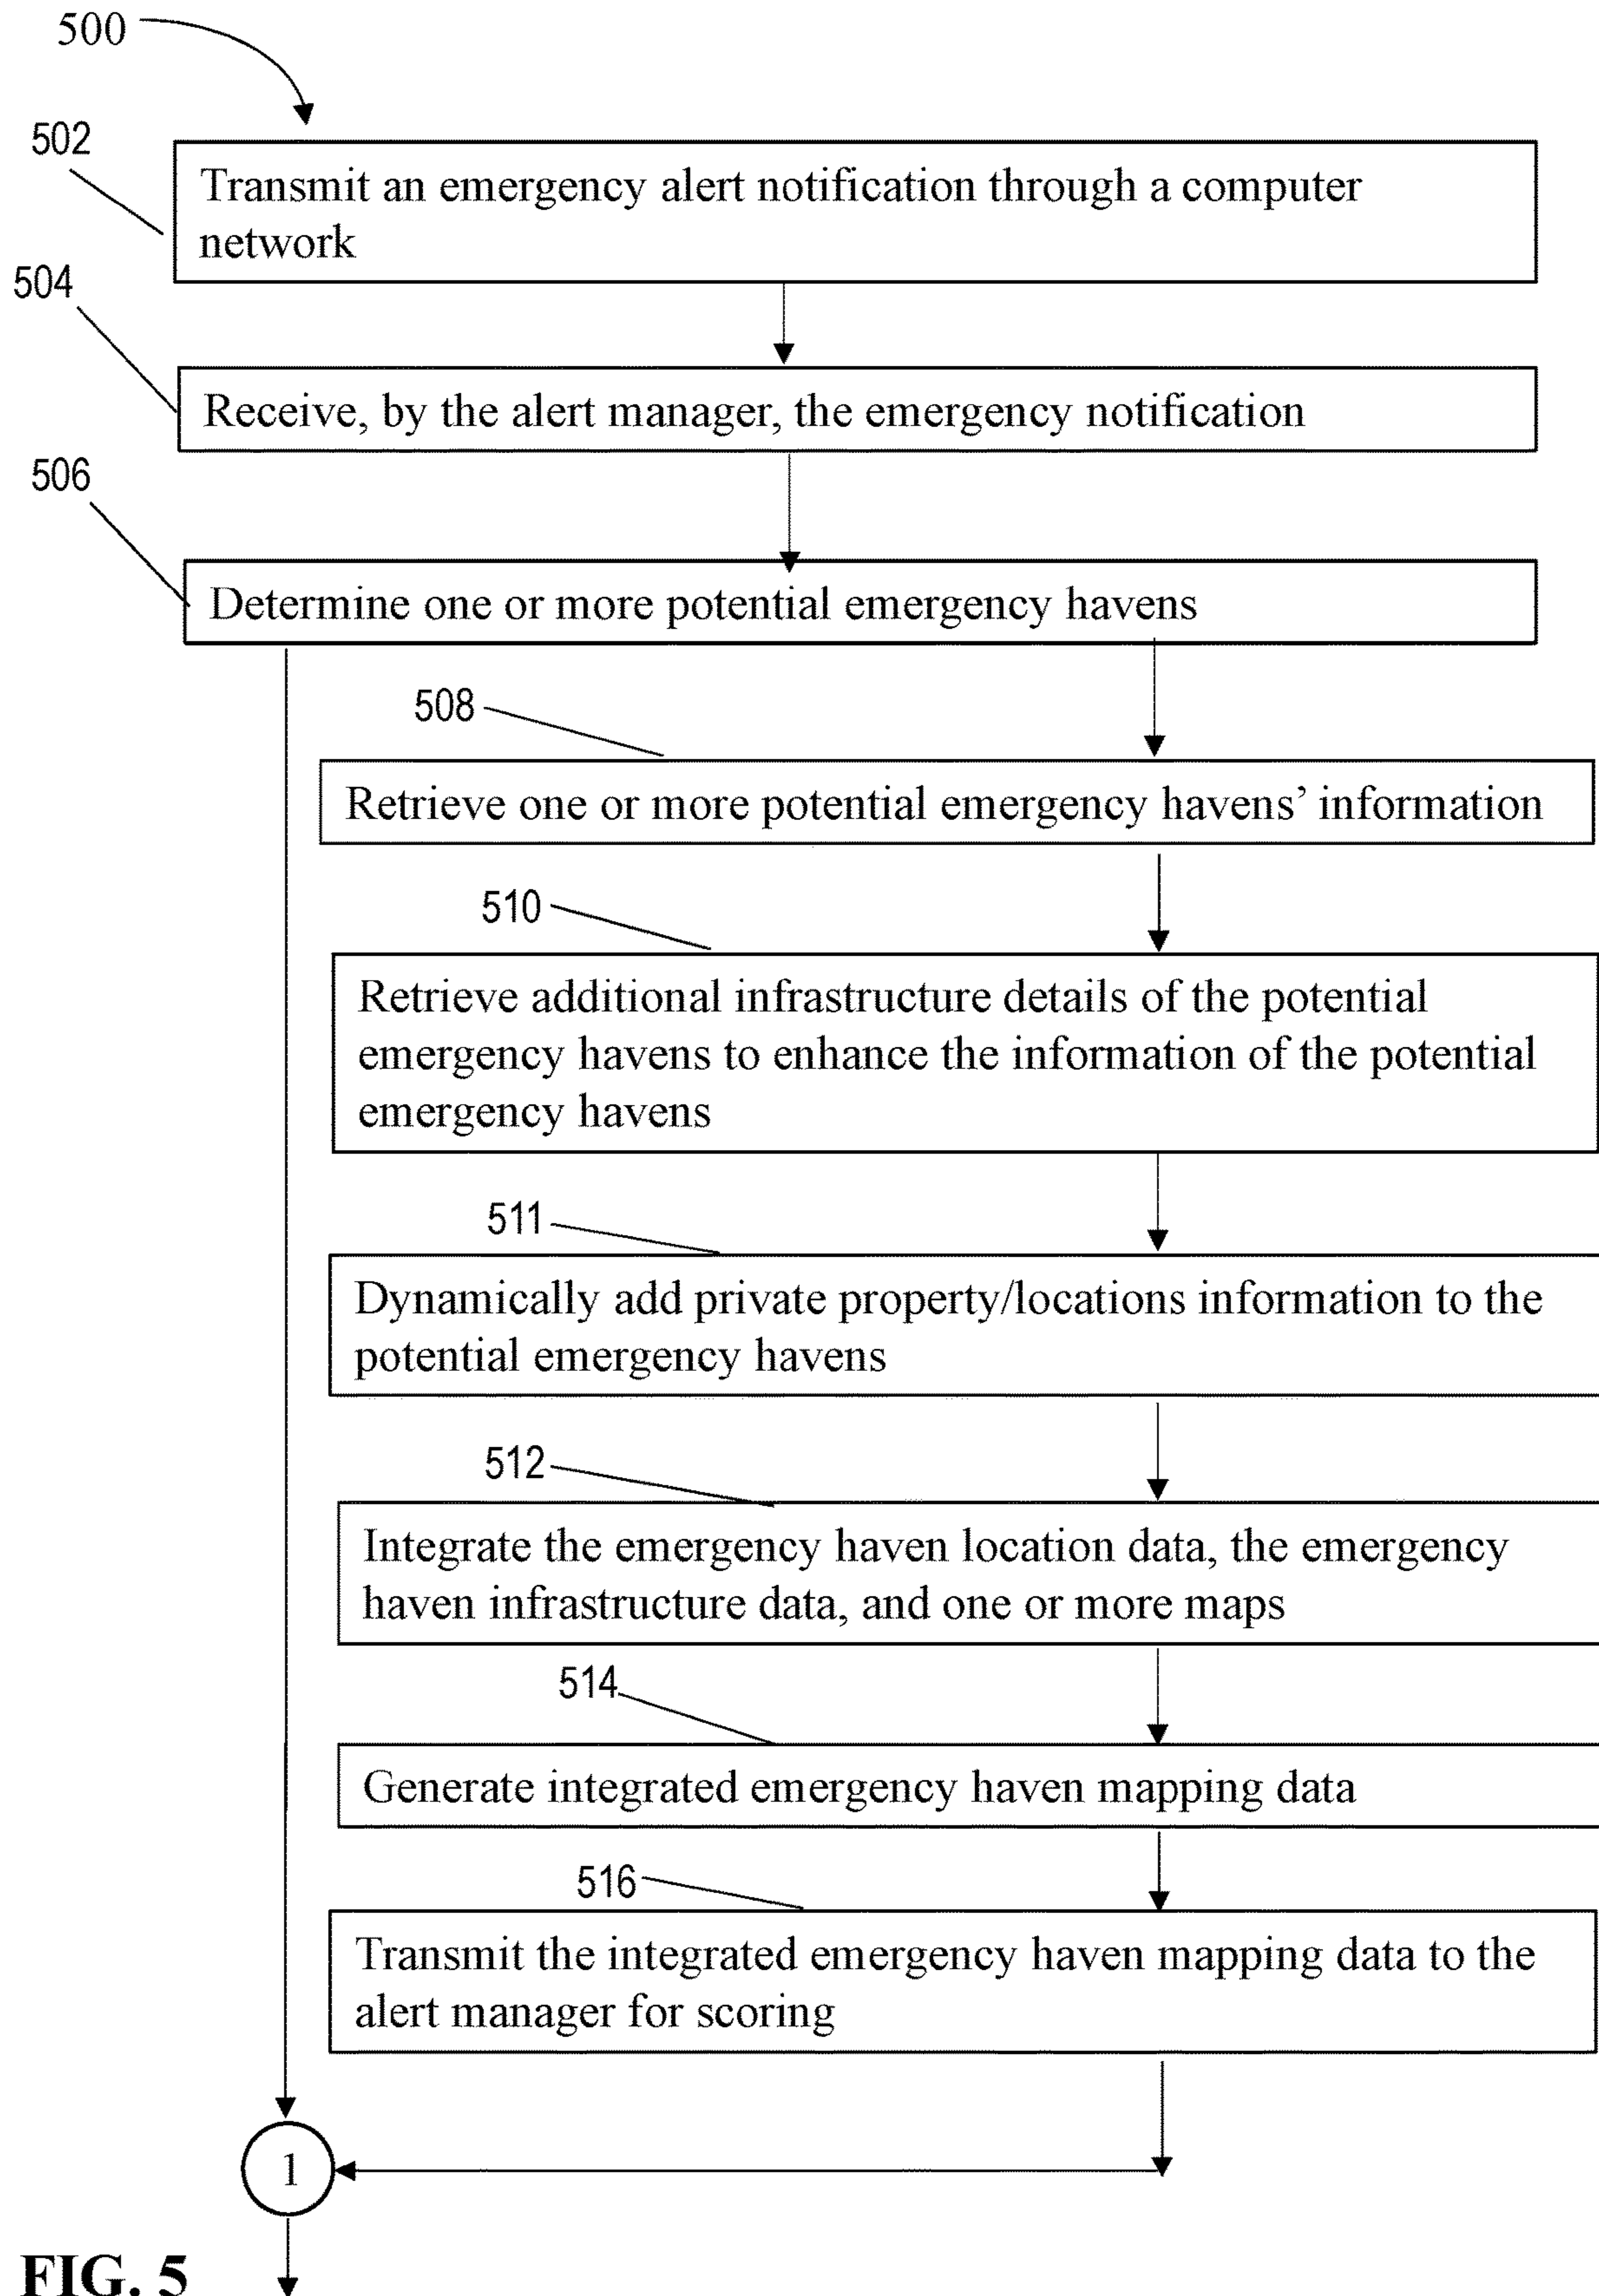 500
502
Transmit an emergency alert notification through a computer
network
504
Receive, by the alert manager, the emergency notification
506
Determine one or more potential emergency havens
508
Retrieve one or more potential emergency havens’ information
510
Retrieve additional infrastructure details of the potential
emergency havens to enhance the information of the potential
emergency havens
511
Dynamically add private property/locations information to the
potential emergency havens
512
Integrate the emergency haven location data, the emergency
haven infrastructure data, and one or more maps
514
Generate integrated emergency haven mapping data
516
Transmit the integrated emergency haven mapping data to the
alert manager for scoring
1
FIG. 5